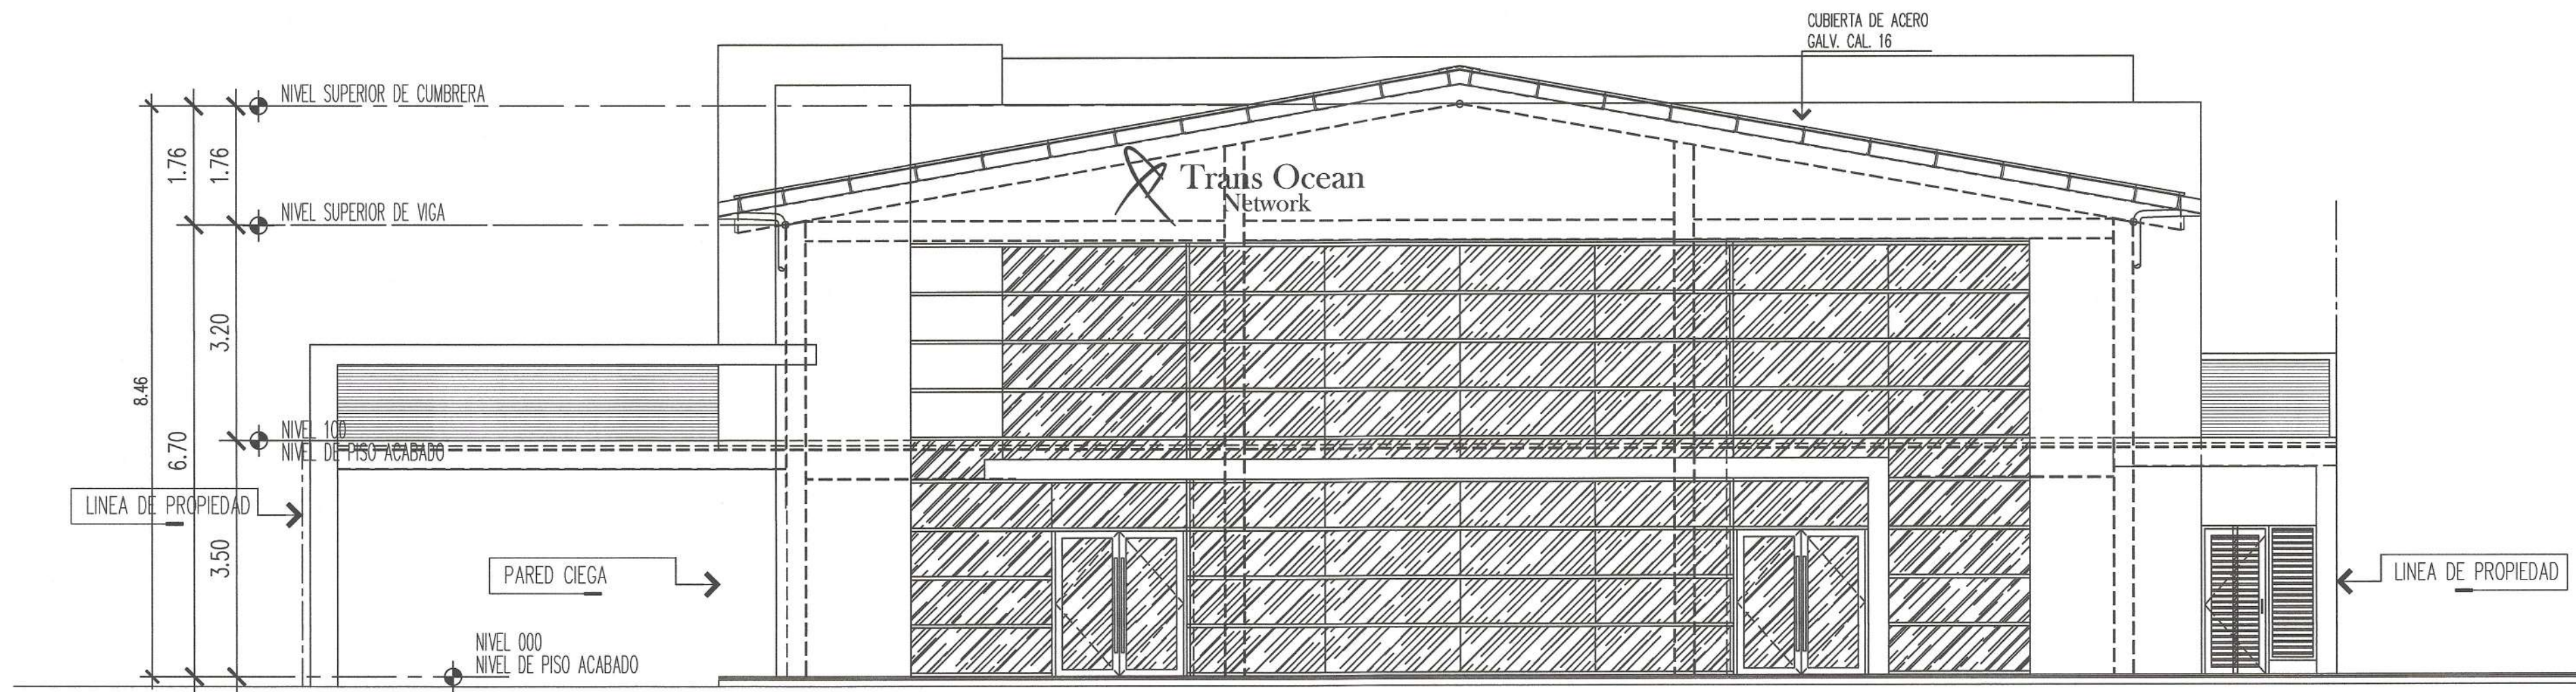 CUBIERTA DE ACERO
GALV. CAL. 16
NIVEL SUPERIOR DE CUMBRERA
1.76
1.76
Trans Ocean
Network
NIVEL SUPERIOR DE VIGA
3.20
8.46
6.70
NIVEL 100
NIVEL DE PISO ACABADO
LINEA DE PROPIEDAD
3.50
PARED CIEGA
LINEA DE PROPIEDAD
NIVEL 000
NIVEL DE PISO ACABADO